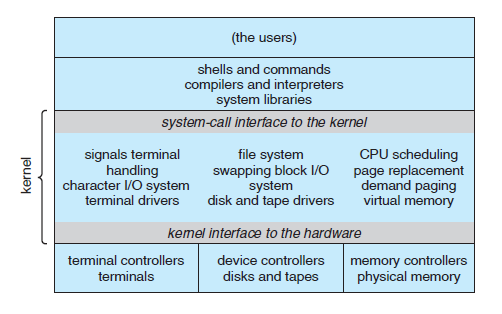 (the users)
shells and commands
compilers and interpreters
system libraries
system-call interface to the kernel
kernel
signals terminal
handling
character I/O system
terminal drivers
file system
swapping block I/O
system
disk and tape drivers
CPU scheduling
page replacement
demand paging
virtual memory
kernel interface to the hardware
terminal controllers
terminals
device controllers
disks and tapes
memory controllers
physical memory